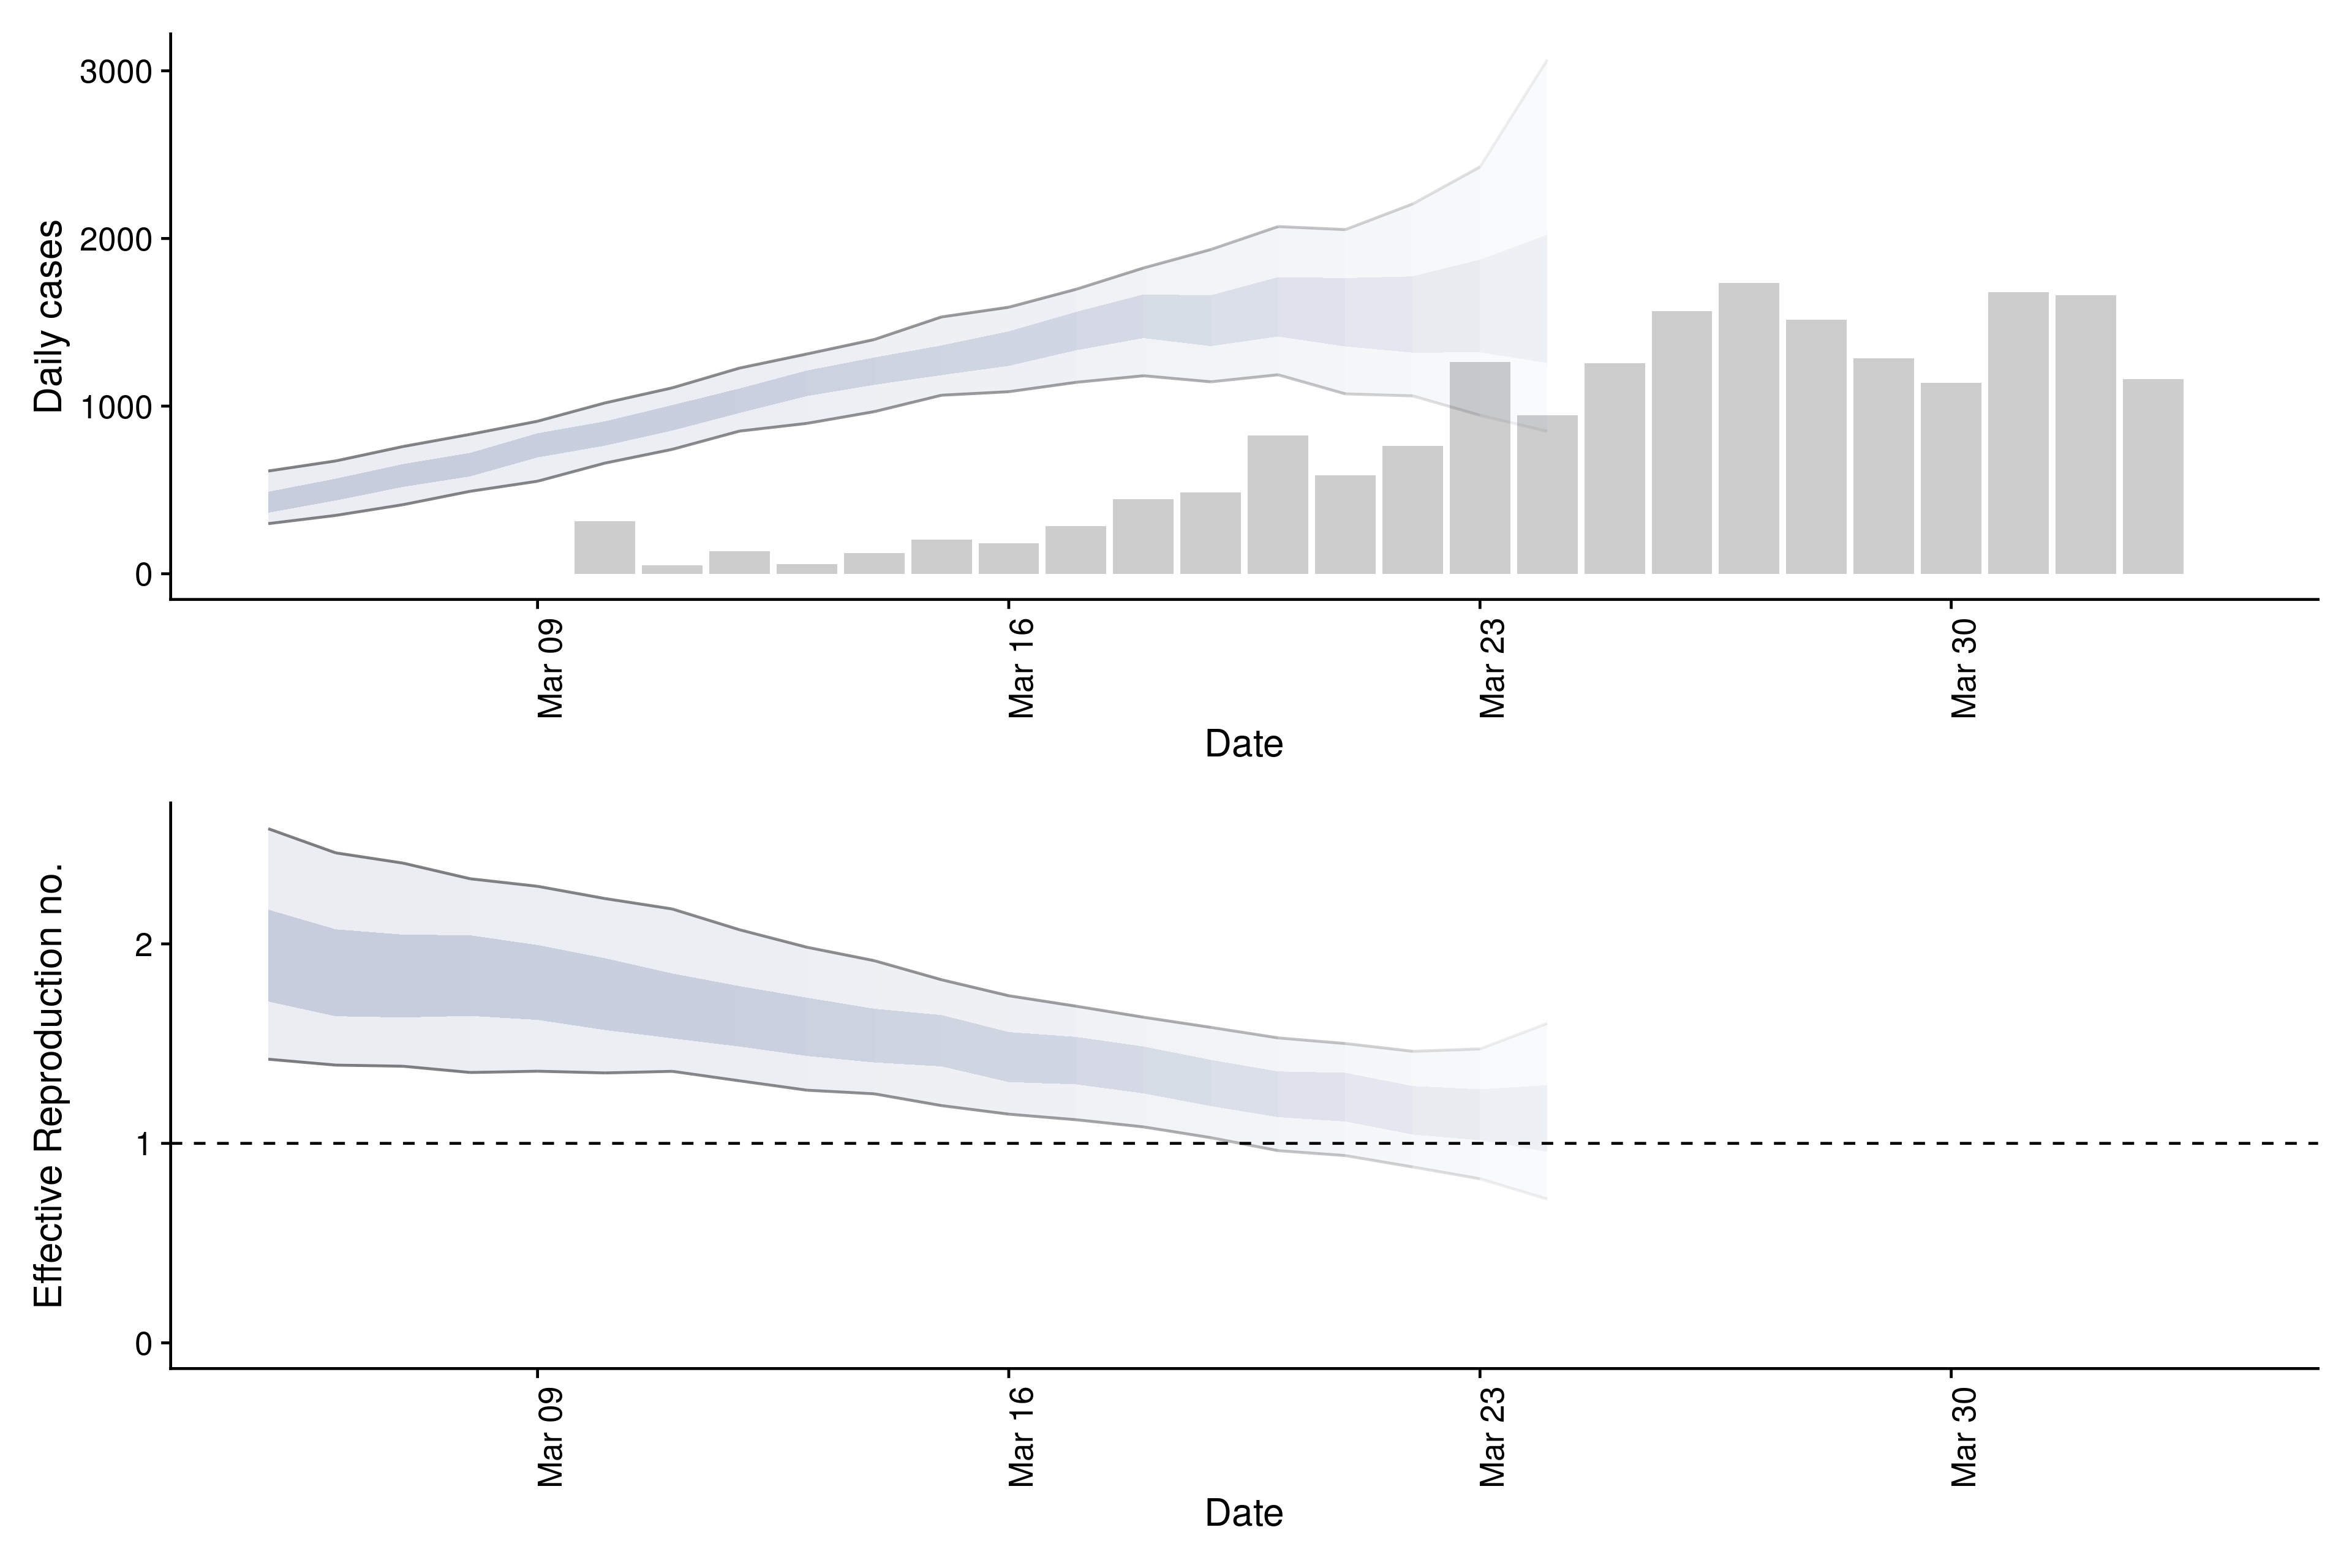 Daily cases
3000
2000
1000
0
Mar 09
Mar 16
Mar 23
Mar 30
Date
Effective Reproduction no.
2
1
0
Mar 09
Mar 16
Mar 23
Mar 30
Date